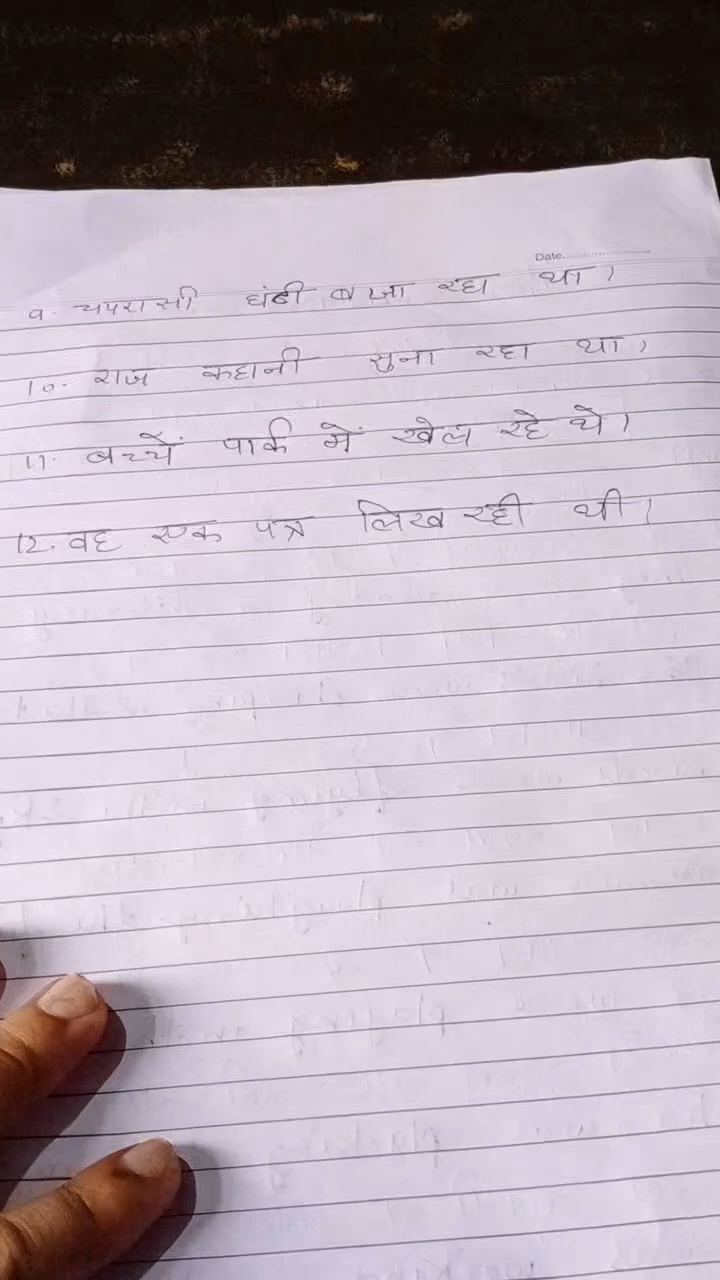 Date
9. चपरासी घंटी बजा रहा था।
10. राज कहानी सुना रहा था।
11. बच्चें पार्क में खेल रहे थे।
12. वह एक पत्र लिख रही थी।